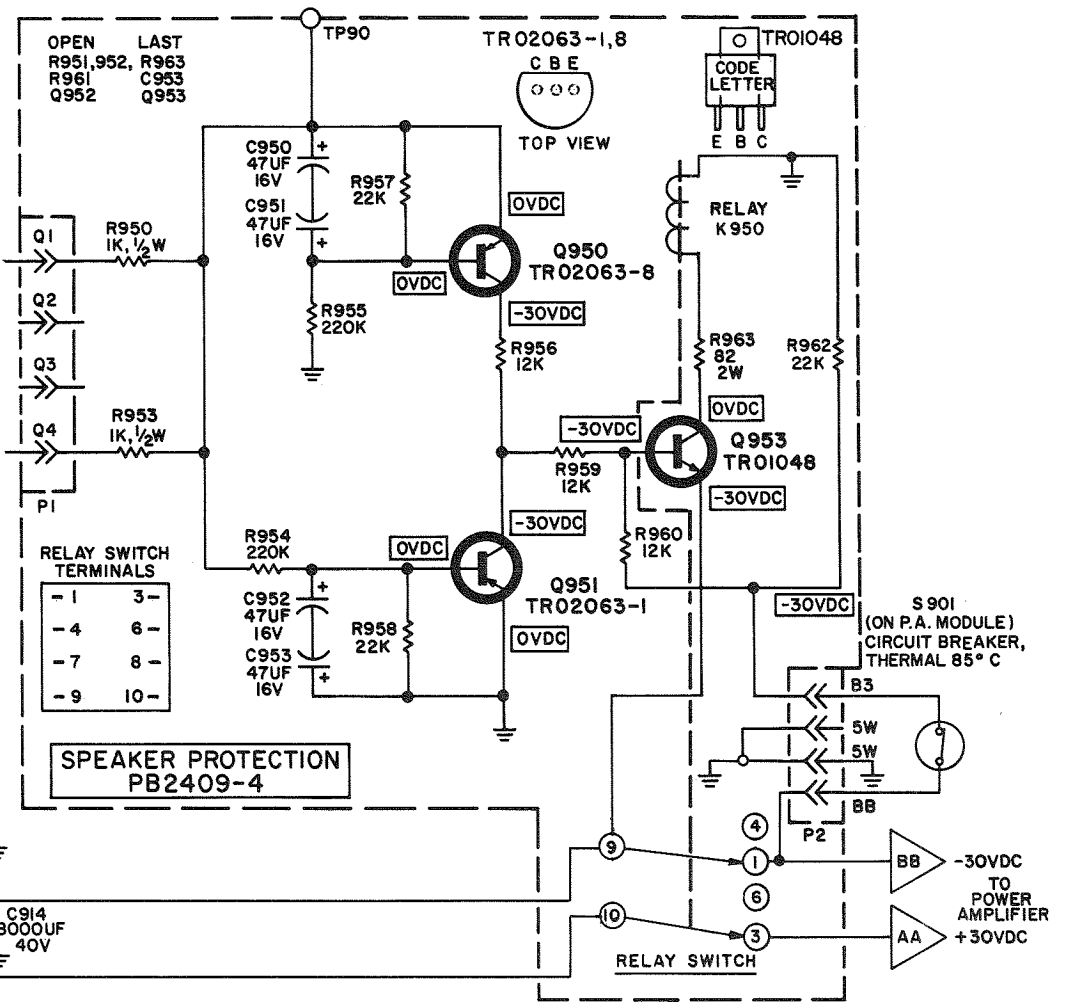 TP90
OPEN LAST
R951,952, R963
R961 C953
Q952 Q953
TR02063-1,8
C B E
TOP VIEW
TR01048
CODE
LETTER
E B C
C950
47UF
16V
C951
47UF
16V
R957
22K
0VDC
Q950
TR02063-8
0VDC
-30VDC
RELAY
K950
Q1
R950
1K,1/2W
Q2
Q3
Q4
R953
1K,1/2W
P1
R955
220K
R956
12K
R963
82
2W
R962
22K
0VDC
-30VDC
Q953
TR01048
R959
12K
-30VDC
R960
12K
-30VDC
RELAY SWITCH
TERMINALS
-1 3-
-4 6-
-7 8-
-9 10-
R954
220K
0VDC
-30VDC
Q951
TR02063-1
0VDC
C952
47UF
16V
C953
47UF
16V
R958
22K
-30VDC
S901
(ON P.A. MODULE)
CIRCUIT BREAKER,
THERMAL 85° C
B3
5W
5W
BB
P2
SPEAKER PROTECTION
PB2409-4
9
4
1
6
10
3
RELAY SWITCH
BB
-30VDC
TO
POWER
AMPLIFIER
AA
+30VDC
C914
3000UF
40V